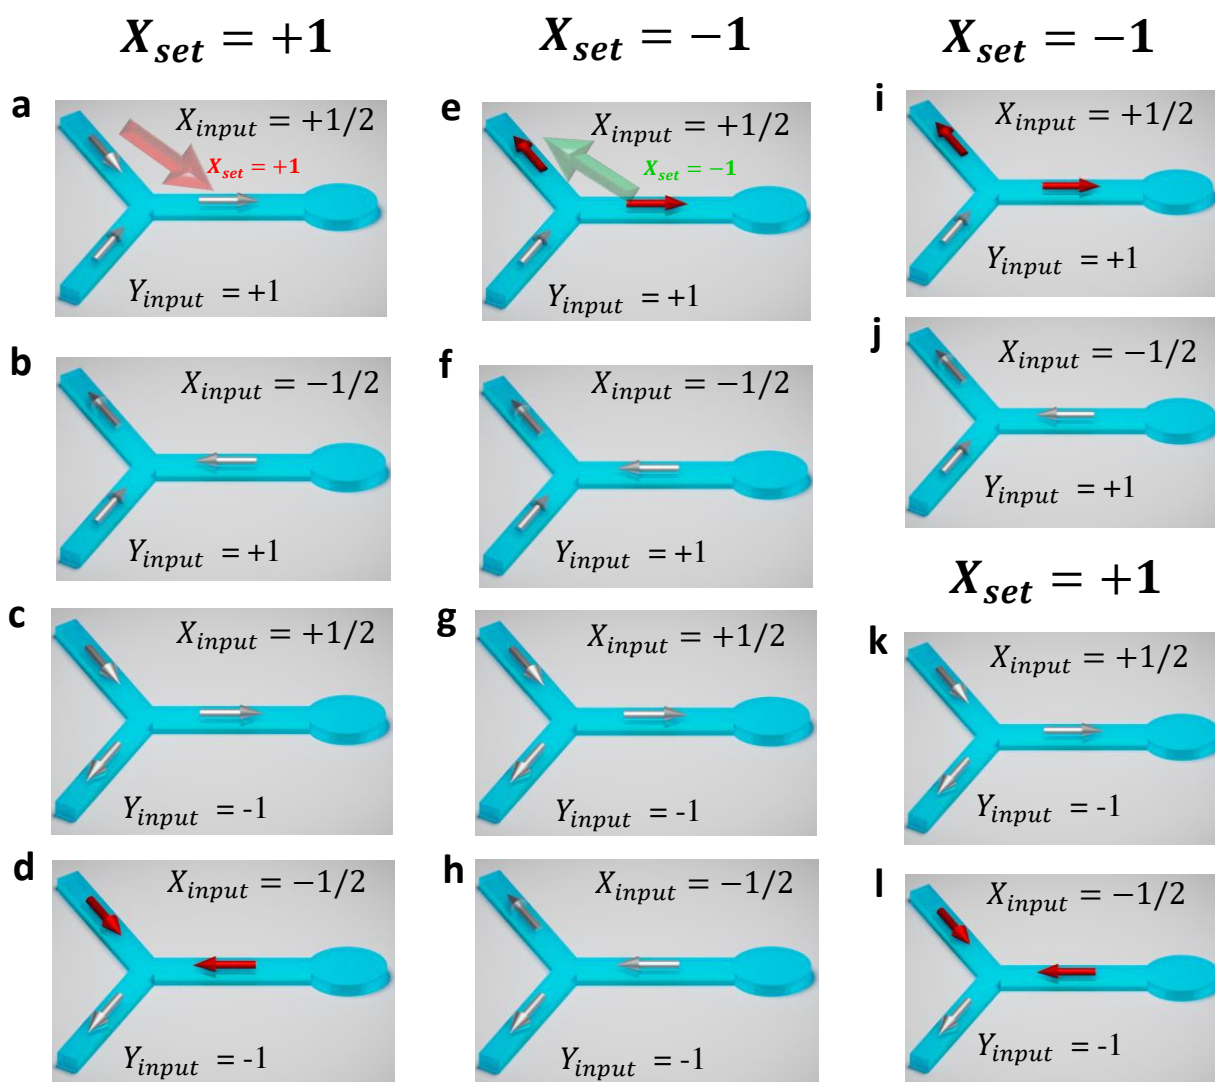 X_set = +1
a
X_input = +1/2
X_set = +1
Y_input = +1
b
X_input = −1/2
Y_input = +1
c
X_input = +1/2
Y_input = -1
d
X_input = −1/2
Y_input = -1
X_set = −1
e
X_input = +1/2
X_set = −1
Y_input = +1
f
X_input = −1/2
Y_input = +1
g
X_input = +1/2
Y_input = -1
h
X_input = −1/2
Y_input = -1
X_set = −1
i
X_input = +1/2
Y_input = +1
j
X_input = −1/2
Y_input = +1
X_set = +1
k
X_input = +1/2
Y_input = -1
l
X_input = −1/2
Y_input = -1